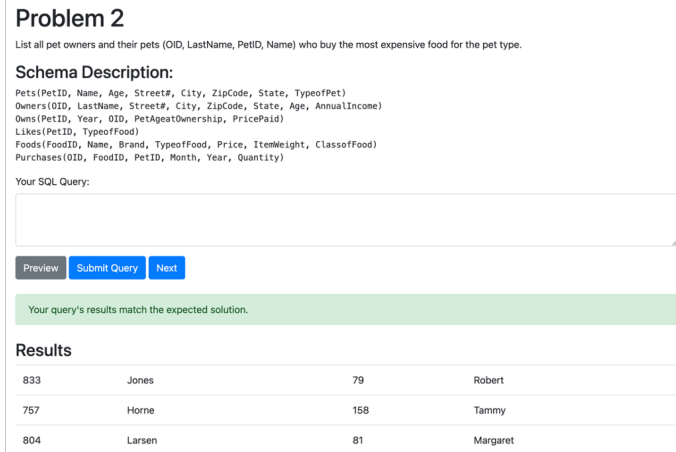 Problem 2
List all pet owners and their pets (OID, LastName, PetID, Name) who buy the most expensive food for the pet type.
Schema Description:
Pets(PetID, Name, Age, Street#, City, ZipCode, State, TypeofPet)
Owners(OID, LastName, Street#, City, ZipCode, State, Age, AnnualIncome)
Owns(PetID, Year, OID, PetAgeatOwnership, PricePaid)
Likes(PetID, TypeofFood)
Foods(FoodID, Name, Brand, TypeofFood, Price, ItemWeight, ClassofFood)
Purchases(OID, FoodID, PetID, Month, Year, Quantity)
Your SQL Query:
Preview Submit Query Next
Your query's results match the expected solution.
Results
833 Jones 79 Robert
757 Horne 158 Tammy
804 Larsen 81 Margaret